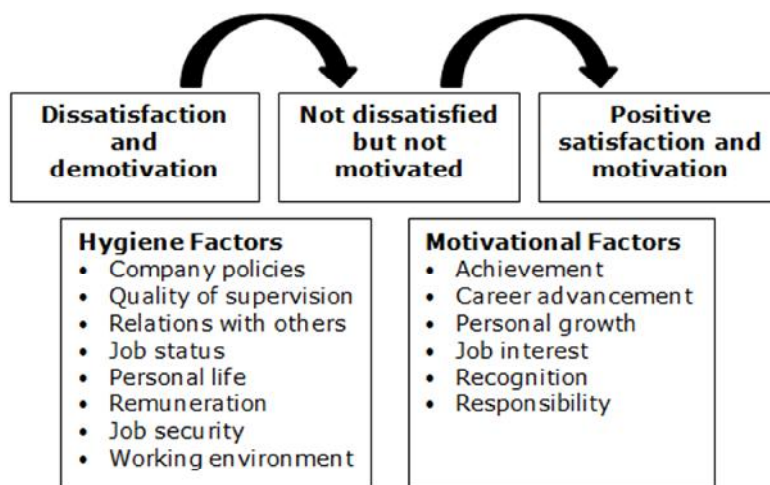 Dissatisfaction
and
demotivation
Not dissatisfied
but not
motivated
Positive
satisfaction and
motivation
Hygiene Factors
• Company policies
• Quality of supervision
• Relations with others
• Job status
• Personal life
• Remuneration
• Job security
• Working environment
Motivational Factors
• Achievement
• Career advancement
• Personal growth
• Job interest
• Recognition
• Responsibility